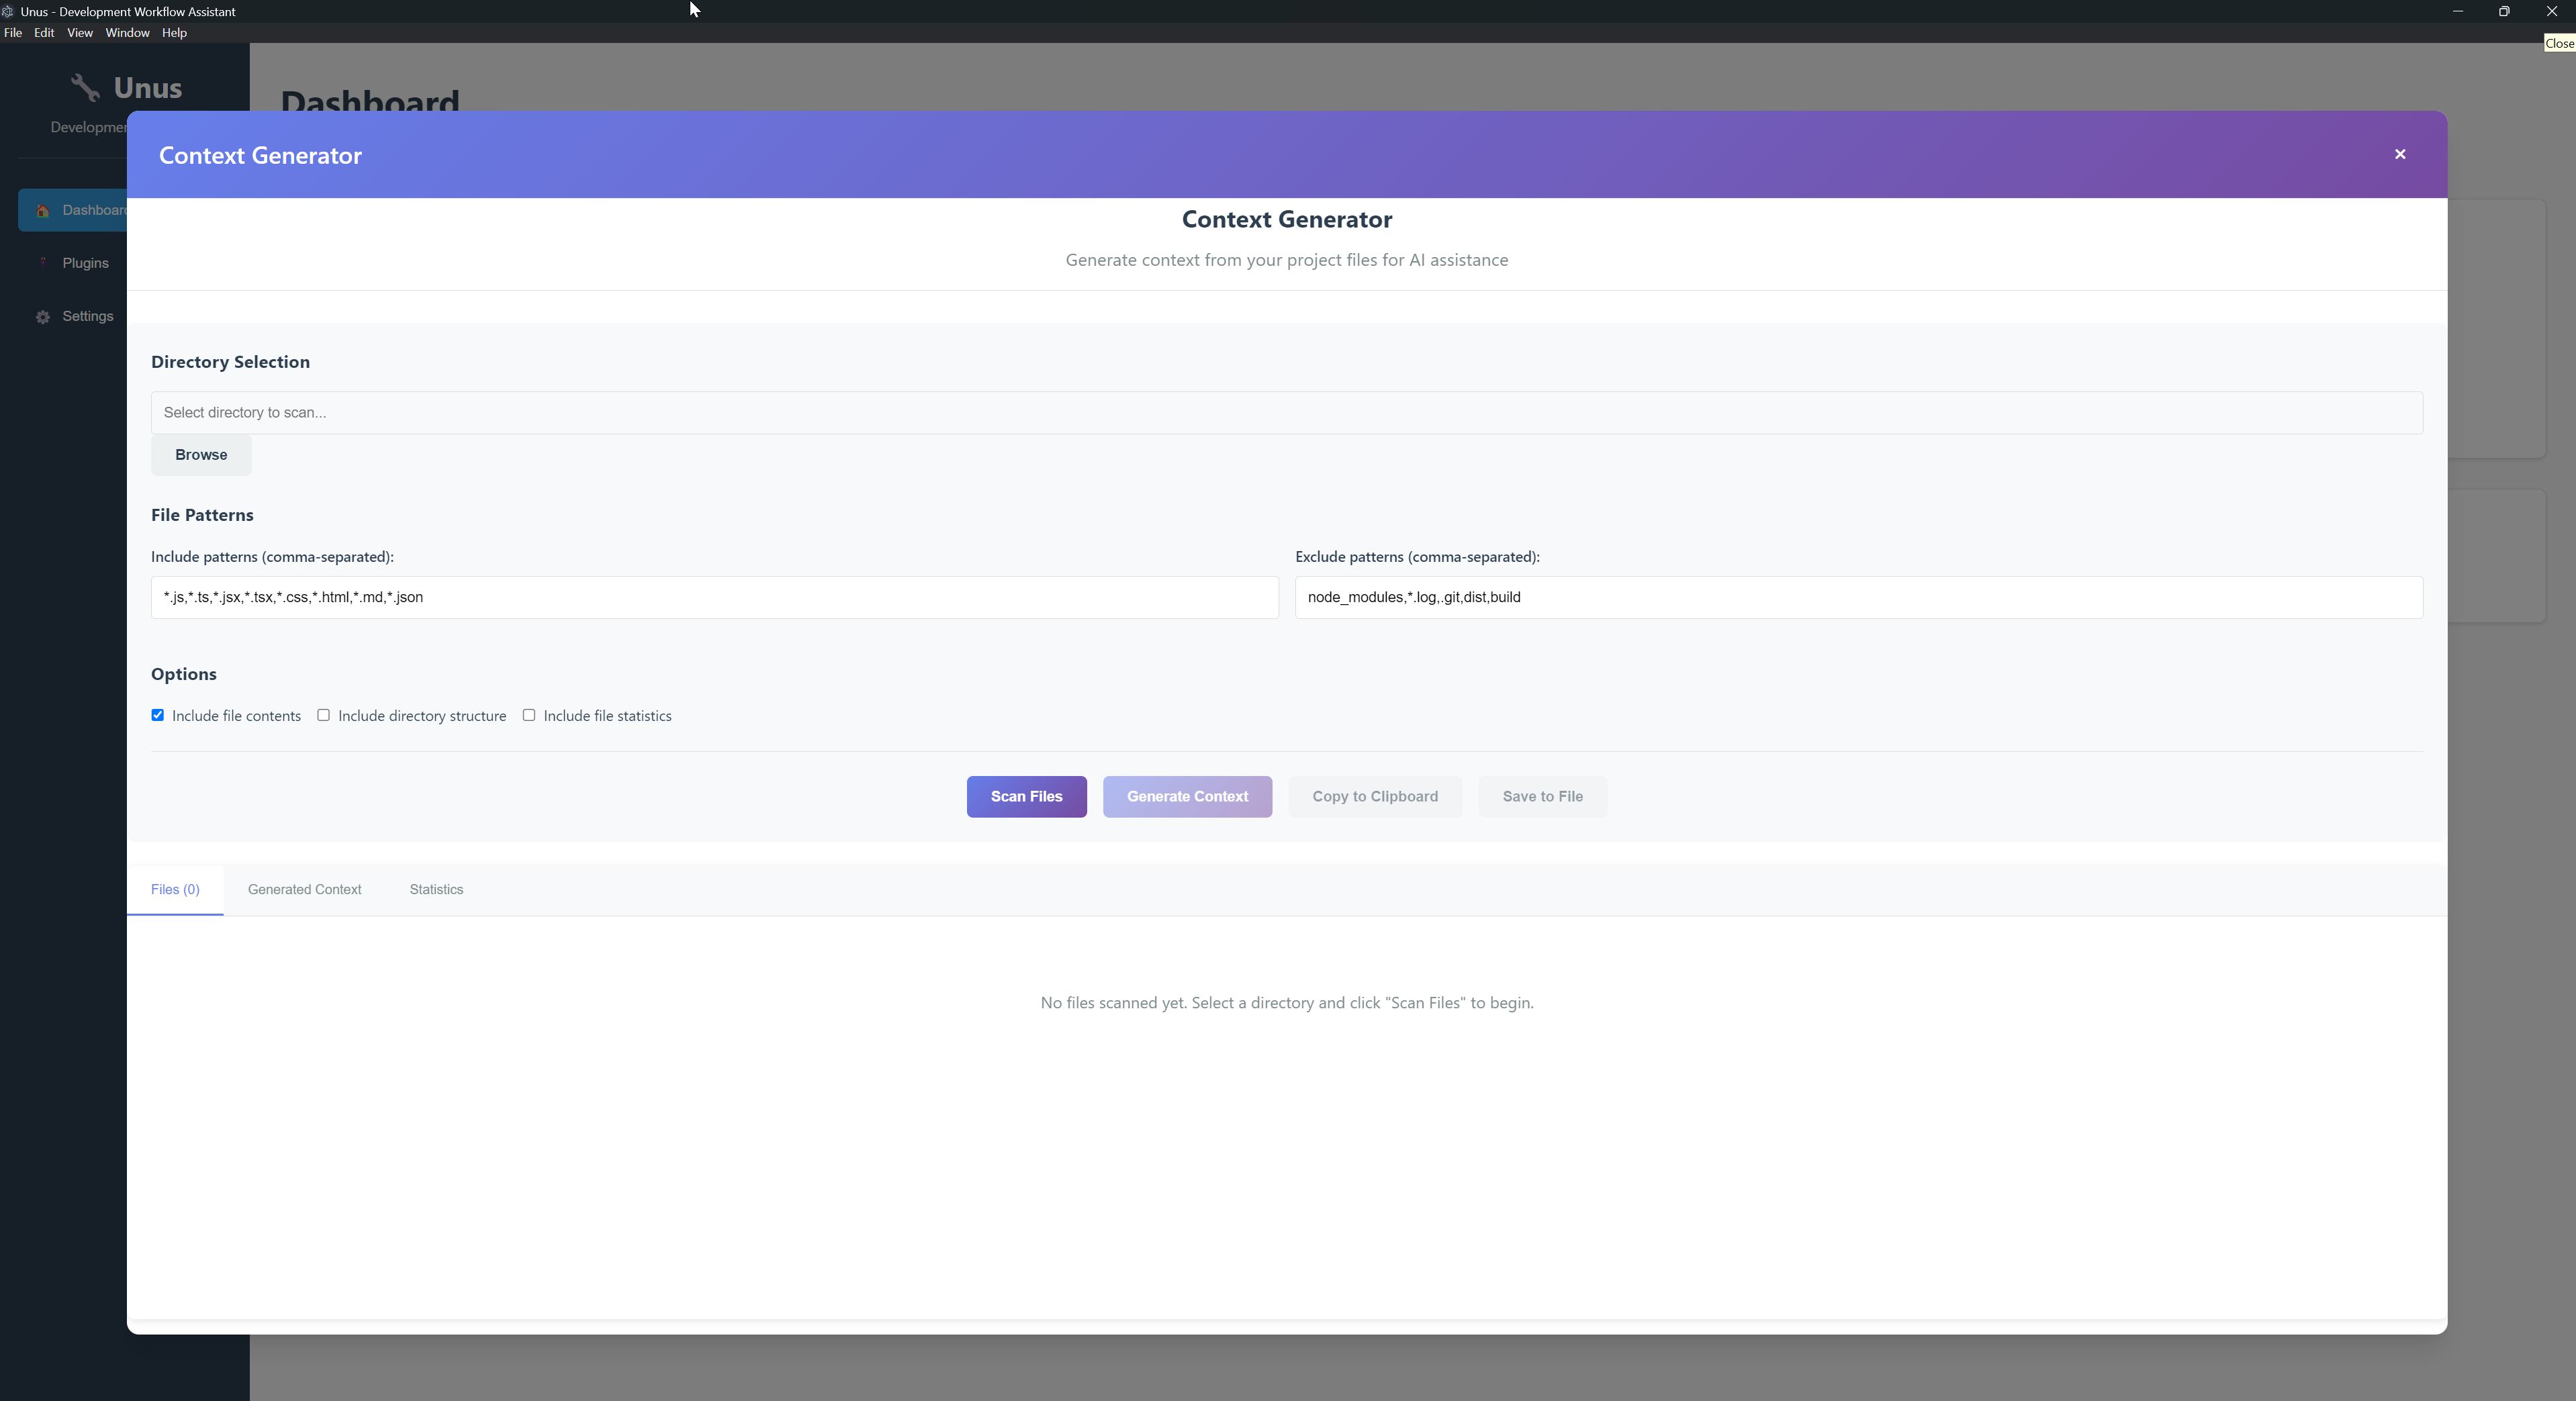 Unus - Development Workflow Assistant
File Edit View Window Help
Close
Unus
Dashboard
Context Generator
×
Dashboard
Plugins
Settings
Context Generator
Generate context from your project files for AI assistance
Directory Selection
Select directory to scan...
Browse
File Patterns
Include patterns (comma-separated):
Exclude patterns (comma-separated):
*.js,*.ts,*.jsx,*.tsx,*.css,*.html,*.md,*.json
node_modules,*.log,.git,dist,build
Options
Include file contents Include directory structure Include file statistics
Scan Files Generate Context Copy to Clipboard Save to File
Files (0) Generated Context Statistics
No files scanned yet. Select a directory and click "Scan Files" to begin.